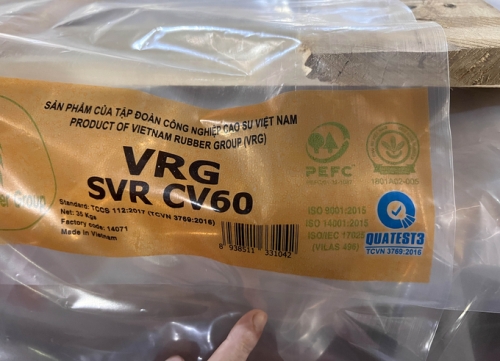 SẢN PHẨM CỦA TẬP ĐOÀN CÔNG NGHIỆP CAO SU VIỆT NAM
PRODUCT OF VIETNAM RUBBER GROUP (VRG)
VRG
SVR CV60
Standard: TCCS 112:2017 (TCVN 3769:2016)
Net: 35 Kgs
Factory code: 14071
Made in Vietnam
8 938511 331042
Group
PEFC
ISO 9001:2015
ISO 14001:2015
ISO/IEC 17025
(VILAS 498)
QUATEST3
TCVN 3769:2016